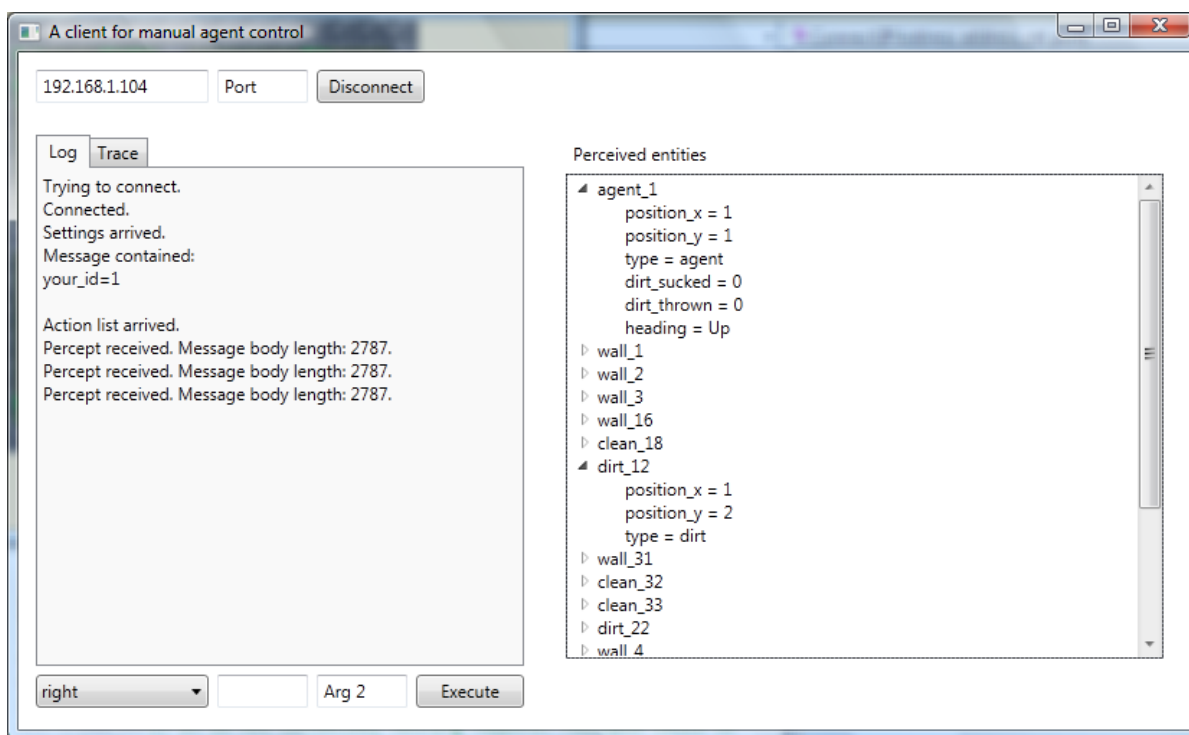 A client for manual agent control
192.168.1.104 Port Disconnect
Log Trace
Trying to connect.
Connected.
Settings arrived.
Message contained:
your_id=1
Action list arrived.
Percept received. Message body length: 2787.
Percept received. Message body length: 2787.
Percept received. Message body length: 2787.
right Arg 2 Execute
Perceived entities
agent_1
position_x = 1
position_y = 1
type = agent
dirt_sucked = 0
dirt_thrown = 0
heading = Up
wall_1
wall_2
wall_3
wall_16
clean_18
dirt_12
position_x = 1
position_y = 2
type = dirt
wall_31
clean_32
clean_33
dirt_22
wall_4